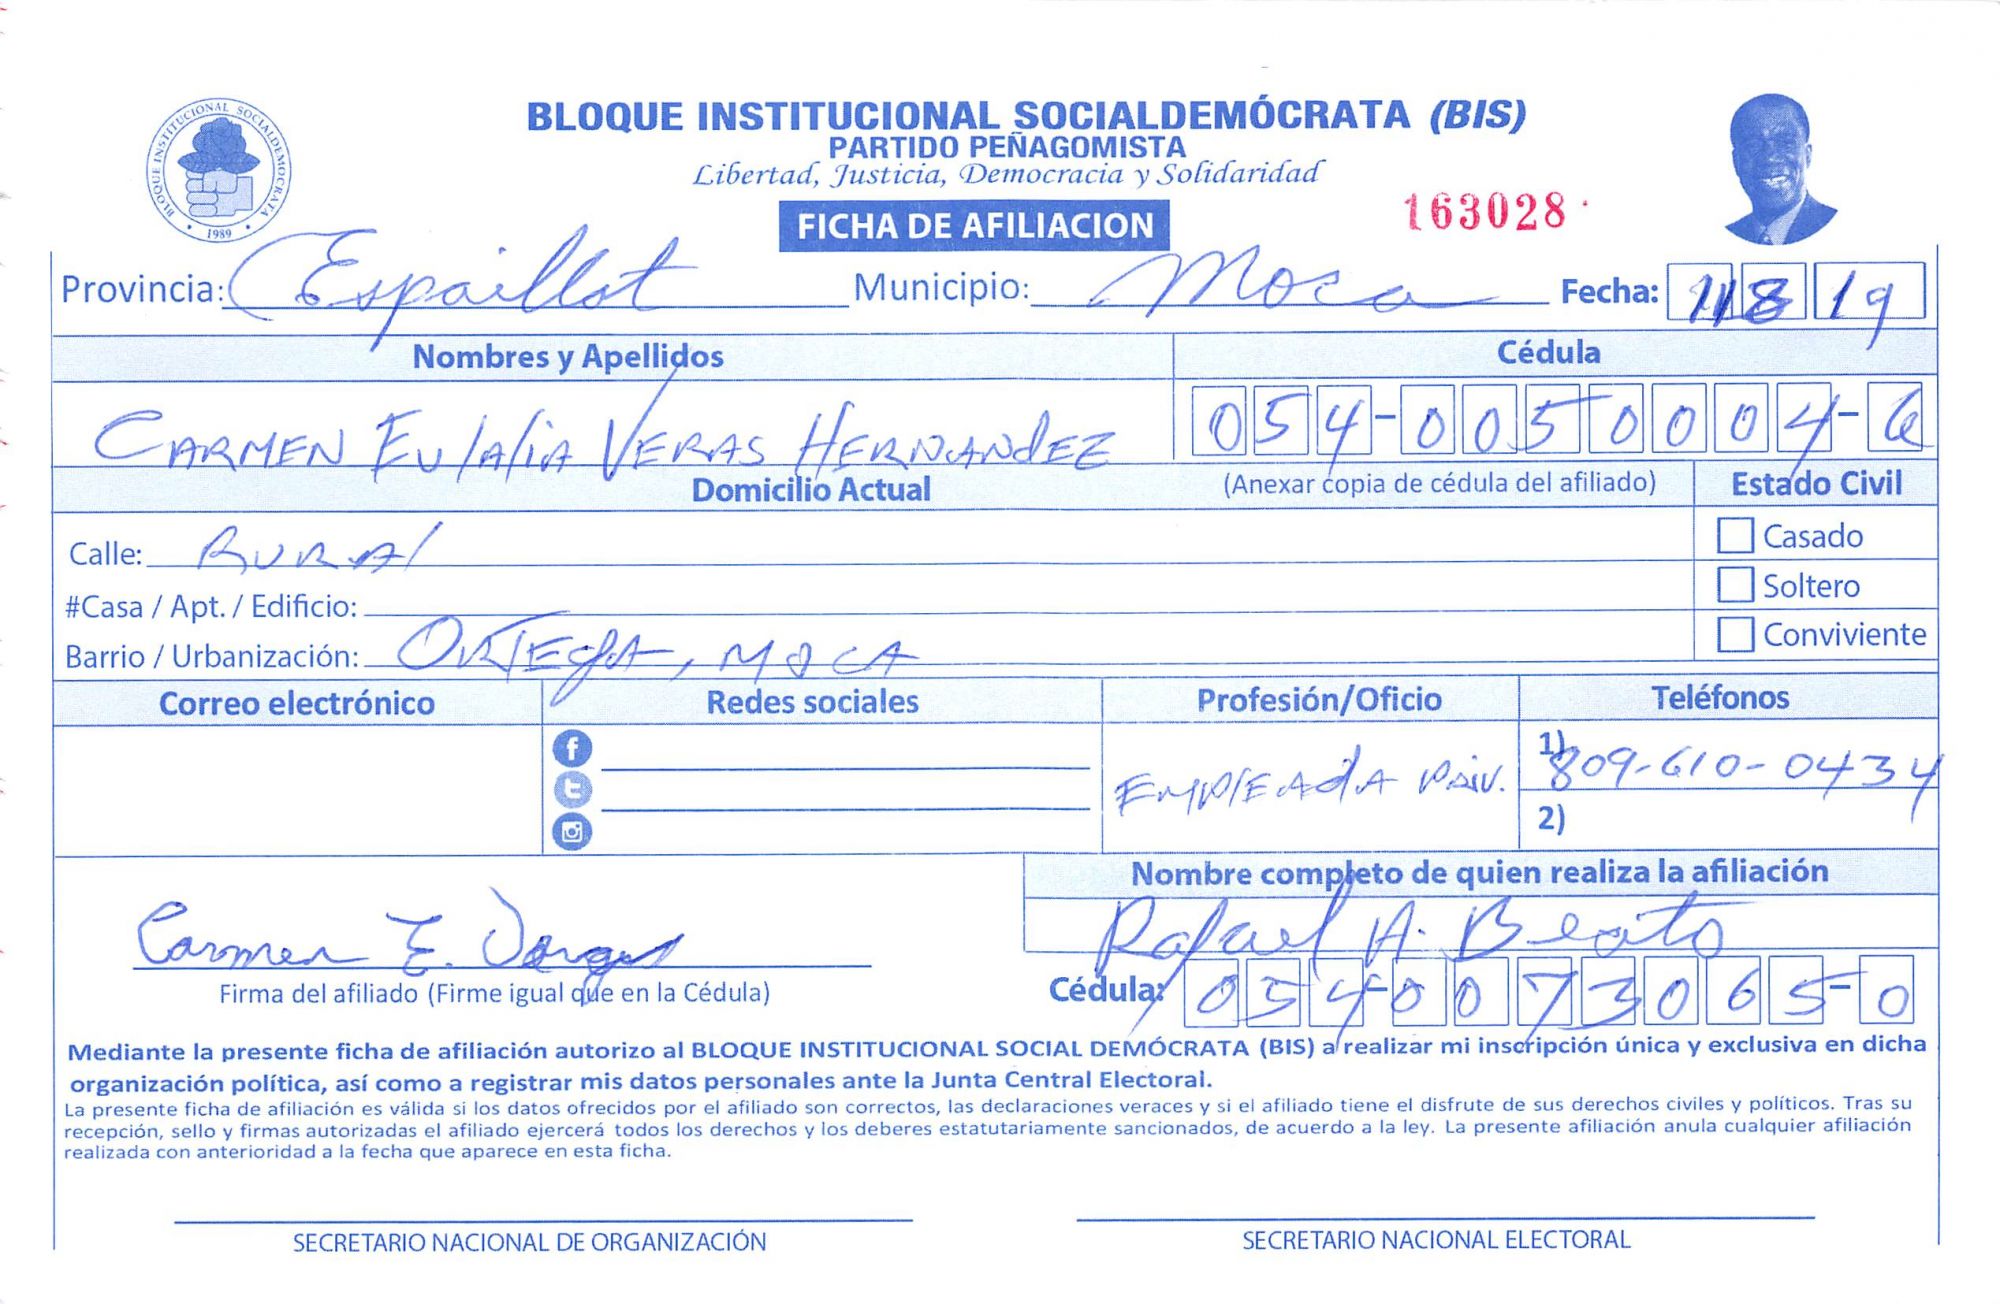 BLOQUE INSTITUCIONAL SOCIALDEMOCRATA
1989
BLOQUE INSTITUCIONAL SOCIALDEMÓCRATA (BIS)
PARTIDO PEÑAGOMISTA
Libertad, Justicia, Democracia y Solidaridad
FICHA DE AFILIACION
163028
Provincia: Espaillat Municipio: Moca Fecha: 19
Nombres y Apellidos Cédula
CARMEN EulAliA VERAS HERNANdEZ 054-0050004-6
Domicilio Actual (Anexar copia de cédula del afiliado) Estado Civil
Calle: RURAl Casado
#Casa / Apt. / Edificio: Soltero
Barrio / Urbanización: ORTEgA, MOCA Conviviente
Correo electrónico Redes sociales Profesión/Oficio Teléfonos
EMplEAdA Priv. 1) 809-610-0434
2)
Nombre completo de quien realiza la afiliación
Carmen E. Rafael A. Beato
Firma del afiliado (Firme igual que en la Cédula) Cédula: 054-0073065-0
Mediante la presente ficha de afiliación autorizo al BLOQUE INSTITUCIONAL SOCIAL DEMÓCRATA (BIS) a realizar mi inscripción única y exclusiva en dicha
organización política, así como a registrar mis datos personales ante la Junta Central Electoral.
La presente ficha de afiliación es válida si los datos ofrecidos por el afiliado son correctos, las declaraciones veraces y si el afiliado tiene el disfrute de sus derechos civiles y políticos. Tras su
recepción, sello y firmas autorizadas el afiliado ejercerá todos los derechos y los deberes estatutariamente sancionados, de acuerdo a la ley. La presente afiliación anula cualquier afiliación
realizada con anterioridad a la fecha que aparece en esta ficha.
SECRETARIO NACIONAL DE ORGANIZACIÓN SECRETARIO NACIONAL ELECTORAL